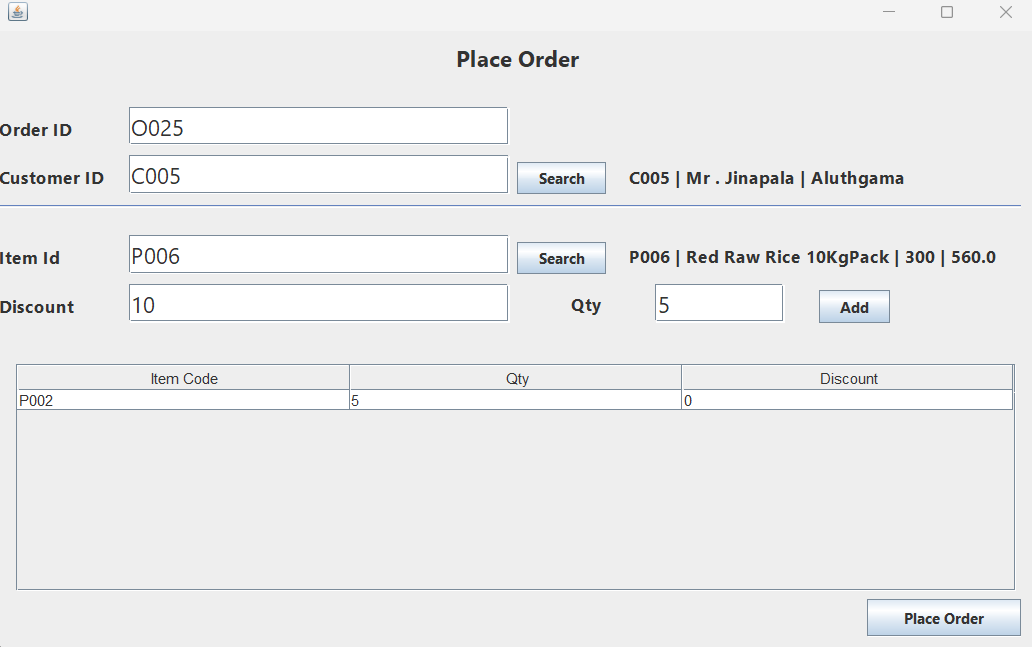 Place Order
Order ID O025
Customer ID C005 Search C005 | Mr . Jinapala | Aluthgama
Item Id P006 Search P006 | Red Raw Rice 10KgPack | 300 | 560.0
Discount 10 Qty 5 Add
Item Code Qty Discount
P002 5 0
Place Order